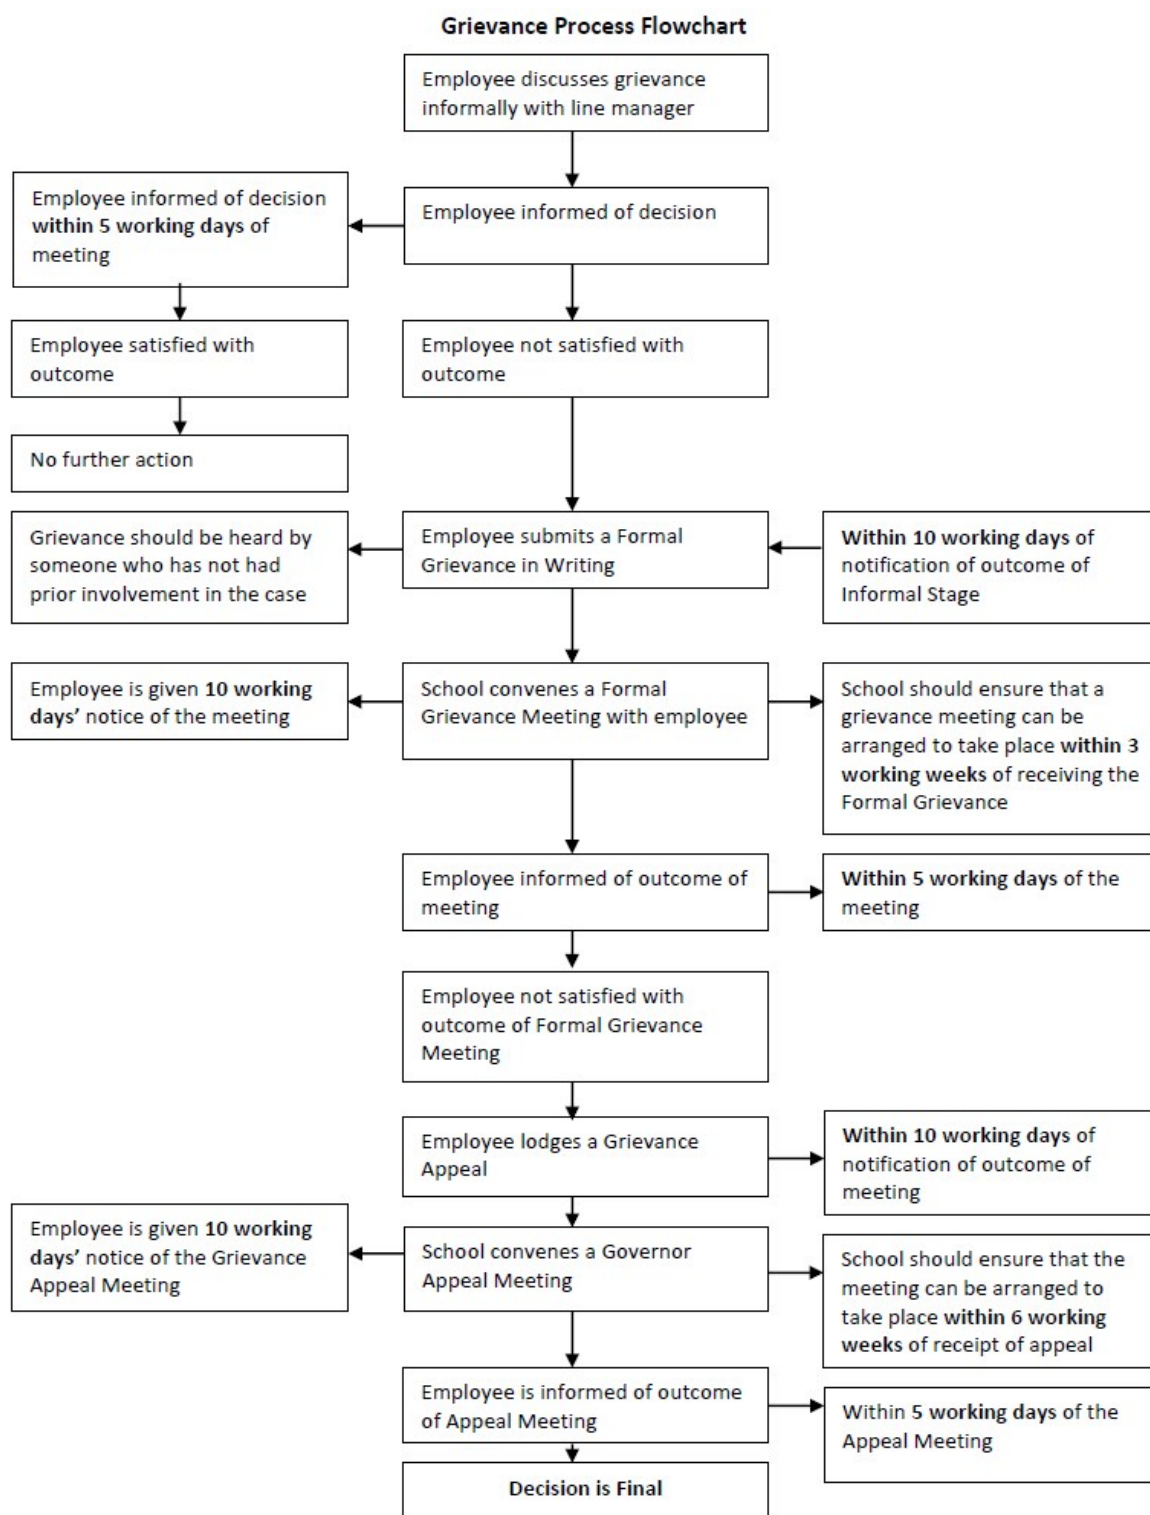 Grievance Process Flowchart
Employee discusses grievance
informally with line manager
Employee informed of decision
within 5 working days of
meeting
Employee informed of decision
Employee satisfied with
outcome
Employee not satisfied with
outcome
No further action
Grievance should be heard by
someone who has not had
prior involvement in the case
Employee submits a Formal
Grievance in Writing
Within 10 working days of
notification of outcome of
Informal Stage
Employee is given 10 working
days’ notice of the meeting
School convenes a Formal
Grievance Meeting with employee
School should ensure that a
grievance meeting can be
arranged to take place within 3
working weeks of receiving the
Formal Grievance
Employee informed of outcome of
meeting
Within 5 working days of the
meeting
Employee not satisfied with
outcome of Formal Grievance
Meeting
Employee lodges a Grievance
Appeal
Within 10 working days of
notification of outcome of
meeting
Employee is given 10 working
days’ notice of the Grievance
Appeal Meeting
School convenes a Governor
Appeal Meeting
School should ensure that the
meeting can be arranged to
take place within 6 working
weeks of receipt of appeal
Employee is informed of outcome
of Appeal Meeting
Within 5 working days of the
Appeal Meeting
Decision is Final